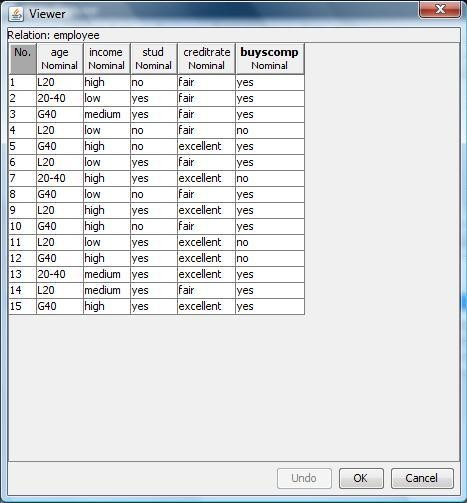 Viewer
Relation: employee
No. age income stud creditrate buyscomp
Nominal Nominal Nominal Nominal Nominal
1 L20 high no fair yes
2 20-40 low yes fair yes
3 G40 medium yes fair yes
4 L20 low no fair no
5 G40 high no excellent yes
6 L20 low yes fair yes
7 20-40 high yes excellent no
8 G40 low no fair yes
9 L20 high yes excellent yes
10 G40 high no fair yes
11 L20 low yes excellent no
12 G40 high yes excellent no
13 20-40 medium yes excellent yes
14 L20 medium yes fair yes
15 G40 high yes excellent yes
Undo OK Cancel